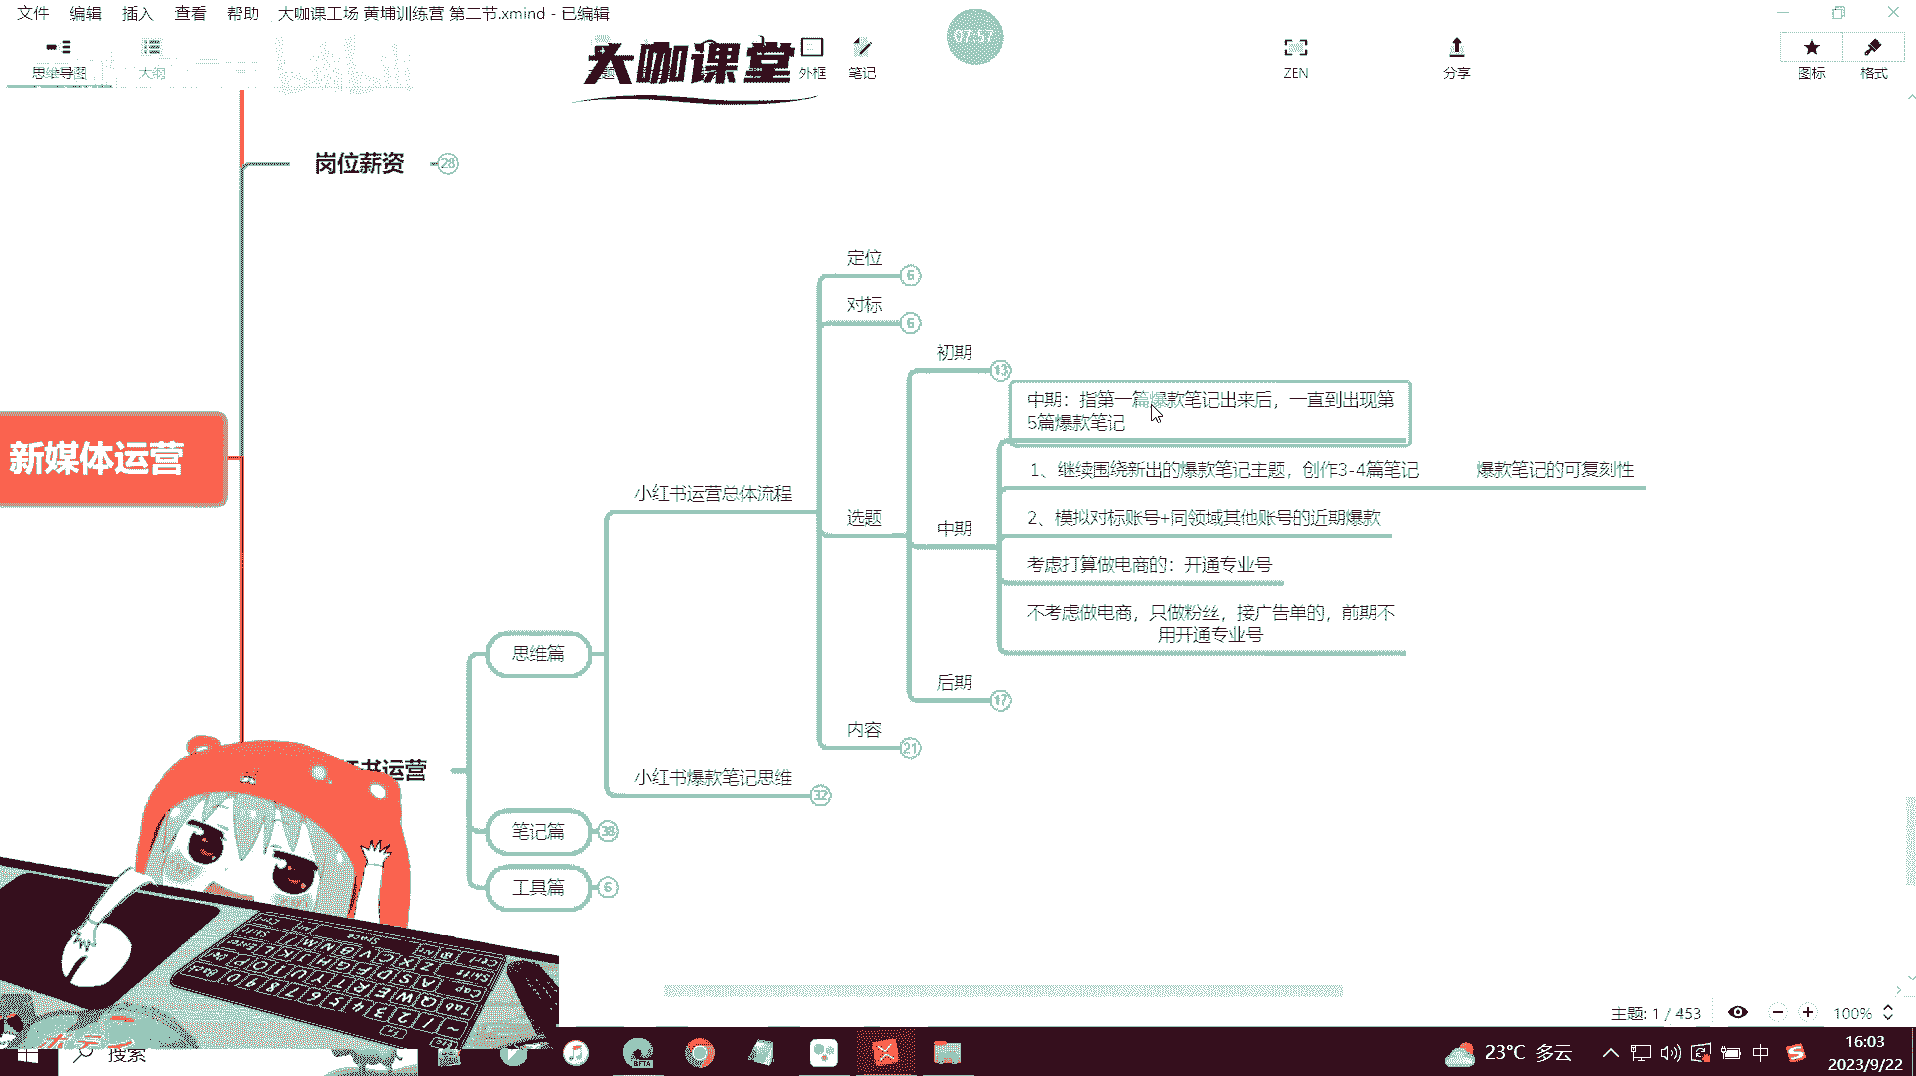 文件 编辑 插入 查看 帮助 大咖课工场 黄埔训练营 第二节.xmind - 已编辑
07:57
大咖课堂
思维导图 大纲 外框 笔记 ZEN 分享 图标 格式
岗位薪资 28
定位 6
对标 6
初期 13
中期：指第一篇爆款笔记出来后，一直到出现第
5篇爆款笔记
1、继续围绕新出的爆款笔记主题，创作3-4篇笔记 爆款笔记的可复刻性
新媒体运营
小红书运营总体流程
选题
中期
2、模拟对标账号+同领域其他账号的近期爆款
考虑打算做电商的：开通专业号
不考虑做电商，只做粉丝，接广告单的，前期不
用开通专业号
思维篇
后期 17
内容 21
书运营
小红书爆款笔记思维 32
笔记篇 38
工具篇 6
主题: 1 / 453 100%
搜索
BETA
23°C 多云
中
16:03
2023/9/22